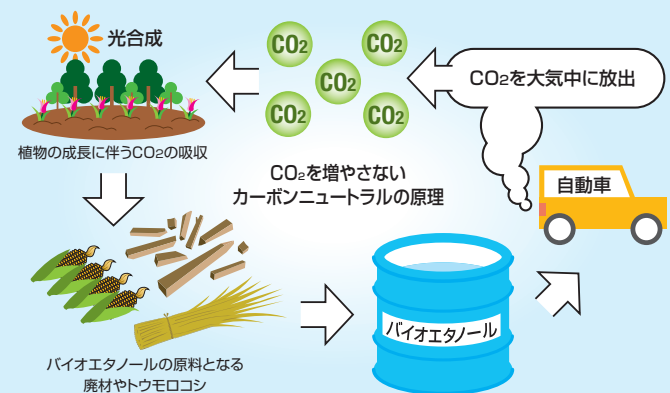 光合成
CO2
CO2
CO2
CO2
CO2
CO2を大気中に放出
植物の成長に伴うCO2の吸収
CO2を増やさない
カーボンニュートラルの原理
自動車
バイオエタノール
バイオエタノールの原料となる
廃材やトウモロコシ